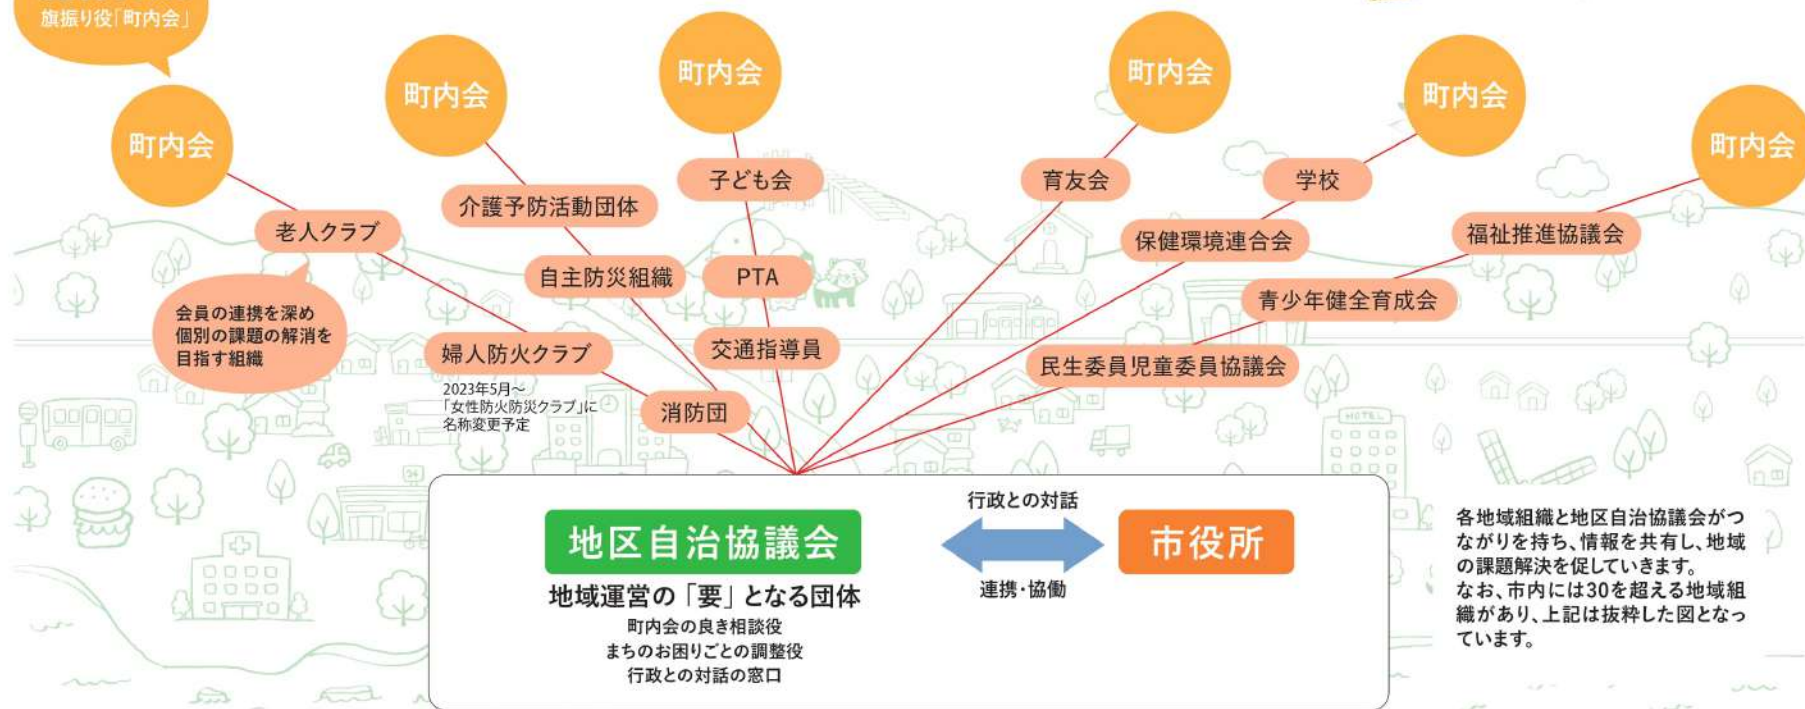 旗振り役「町内会」
町内会
町内会
町内会
町内会
町内会
町内会
老人クラブ
会員の連携を深め
個別の課題の解消を
目指す組織
婦人防火クラブ
2023年5月～
「女性防火防災クラブ」に
名称変更予定
消防団
介護予防活動団体
自主防災組織
子ども会
PTA
交通指導員
育友会
学校
保健環境連合会
福祉推進協議会
青少年健全育成会
民生委員児童委員協議会
HOTEL
24
地区自治協議会
地域運営の「要」となる団体
町内会の良き相談役
まちのお困りごとの調整役
行政との対話の窓口
行政との対話
連携・協働
市役所
各地域組織と地区自治協議会がつ
ながりを持ち、情報を共有し、地域
の課題解決を促していきます。
なお、市内には30を超える地域組
織があり、上記は抜粋した図となっ
ています。